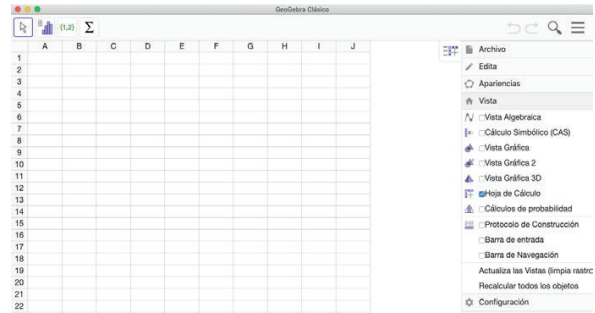 GeoGebra Clásico
{1,2} Σ
A B C D E F G H I J
1
2
3
4
5
6
7
8
9
10
11
12
13
14
15
16
17
18
19
20
21
22
Archivo
Edita
Apariencias
Vista
Vista Algebraica
Cálculo Simbólico (CAS)
Vista Gráfica
Vista Gráfica 2
Vista Gráfica 3D
Hoja de Cálculo
Cálculos de probabilidad
Protocolo de Construcción
Barra de entrada
Barra de Navegación
Actualiza las Vistas (limpia rastro
Recalcular todos los objetos
Configuración